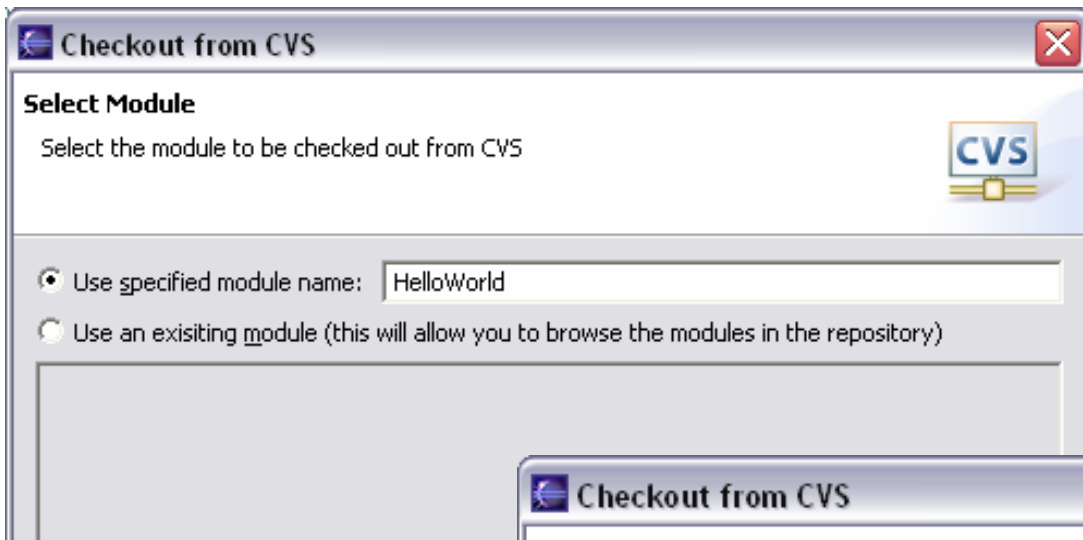 Checkout from CVS
Select Module
Select the module to be checked out from CVS
CVS
Use specified module name: HelloWorld
Use an exisiting module (this will allow you to browse the modules in the repository)
Checkout from CVS